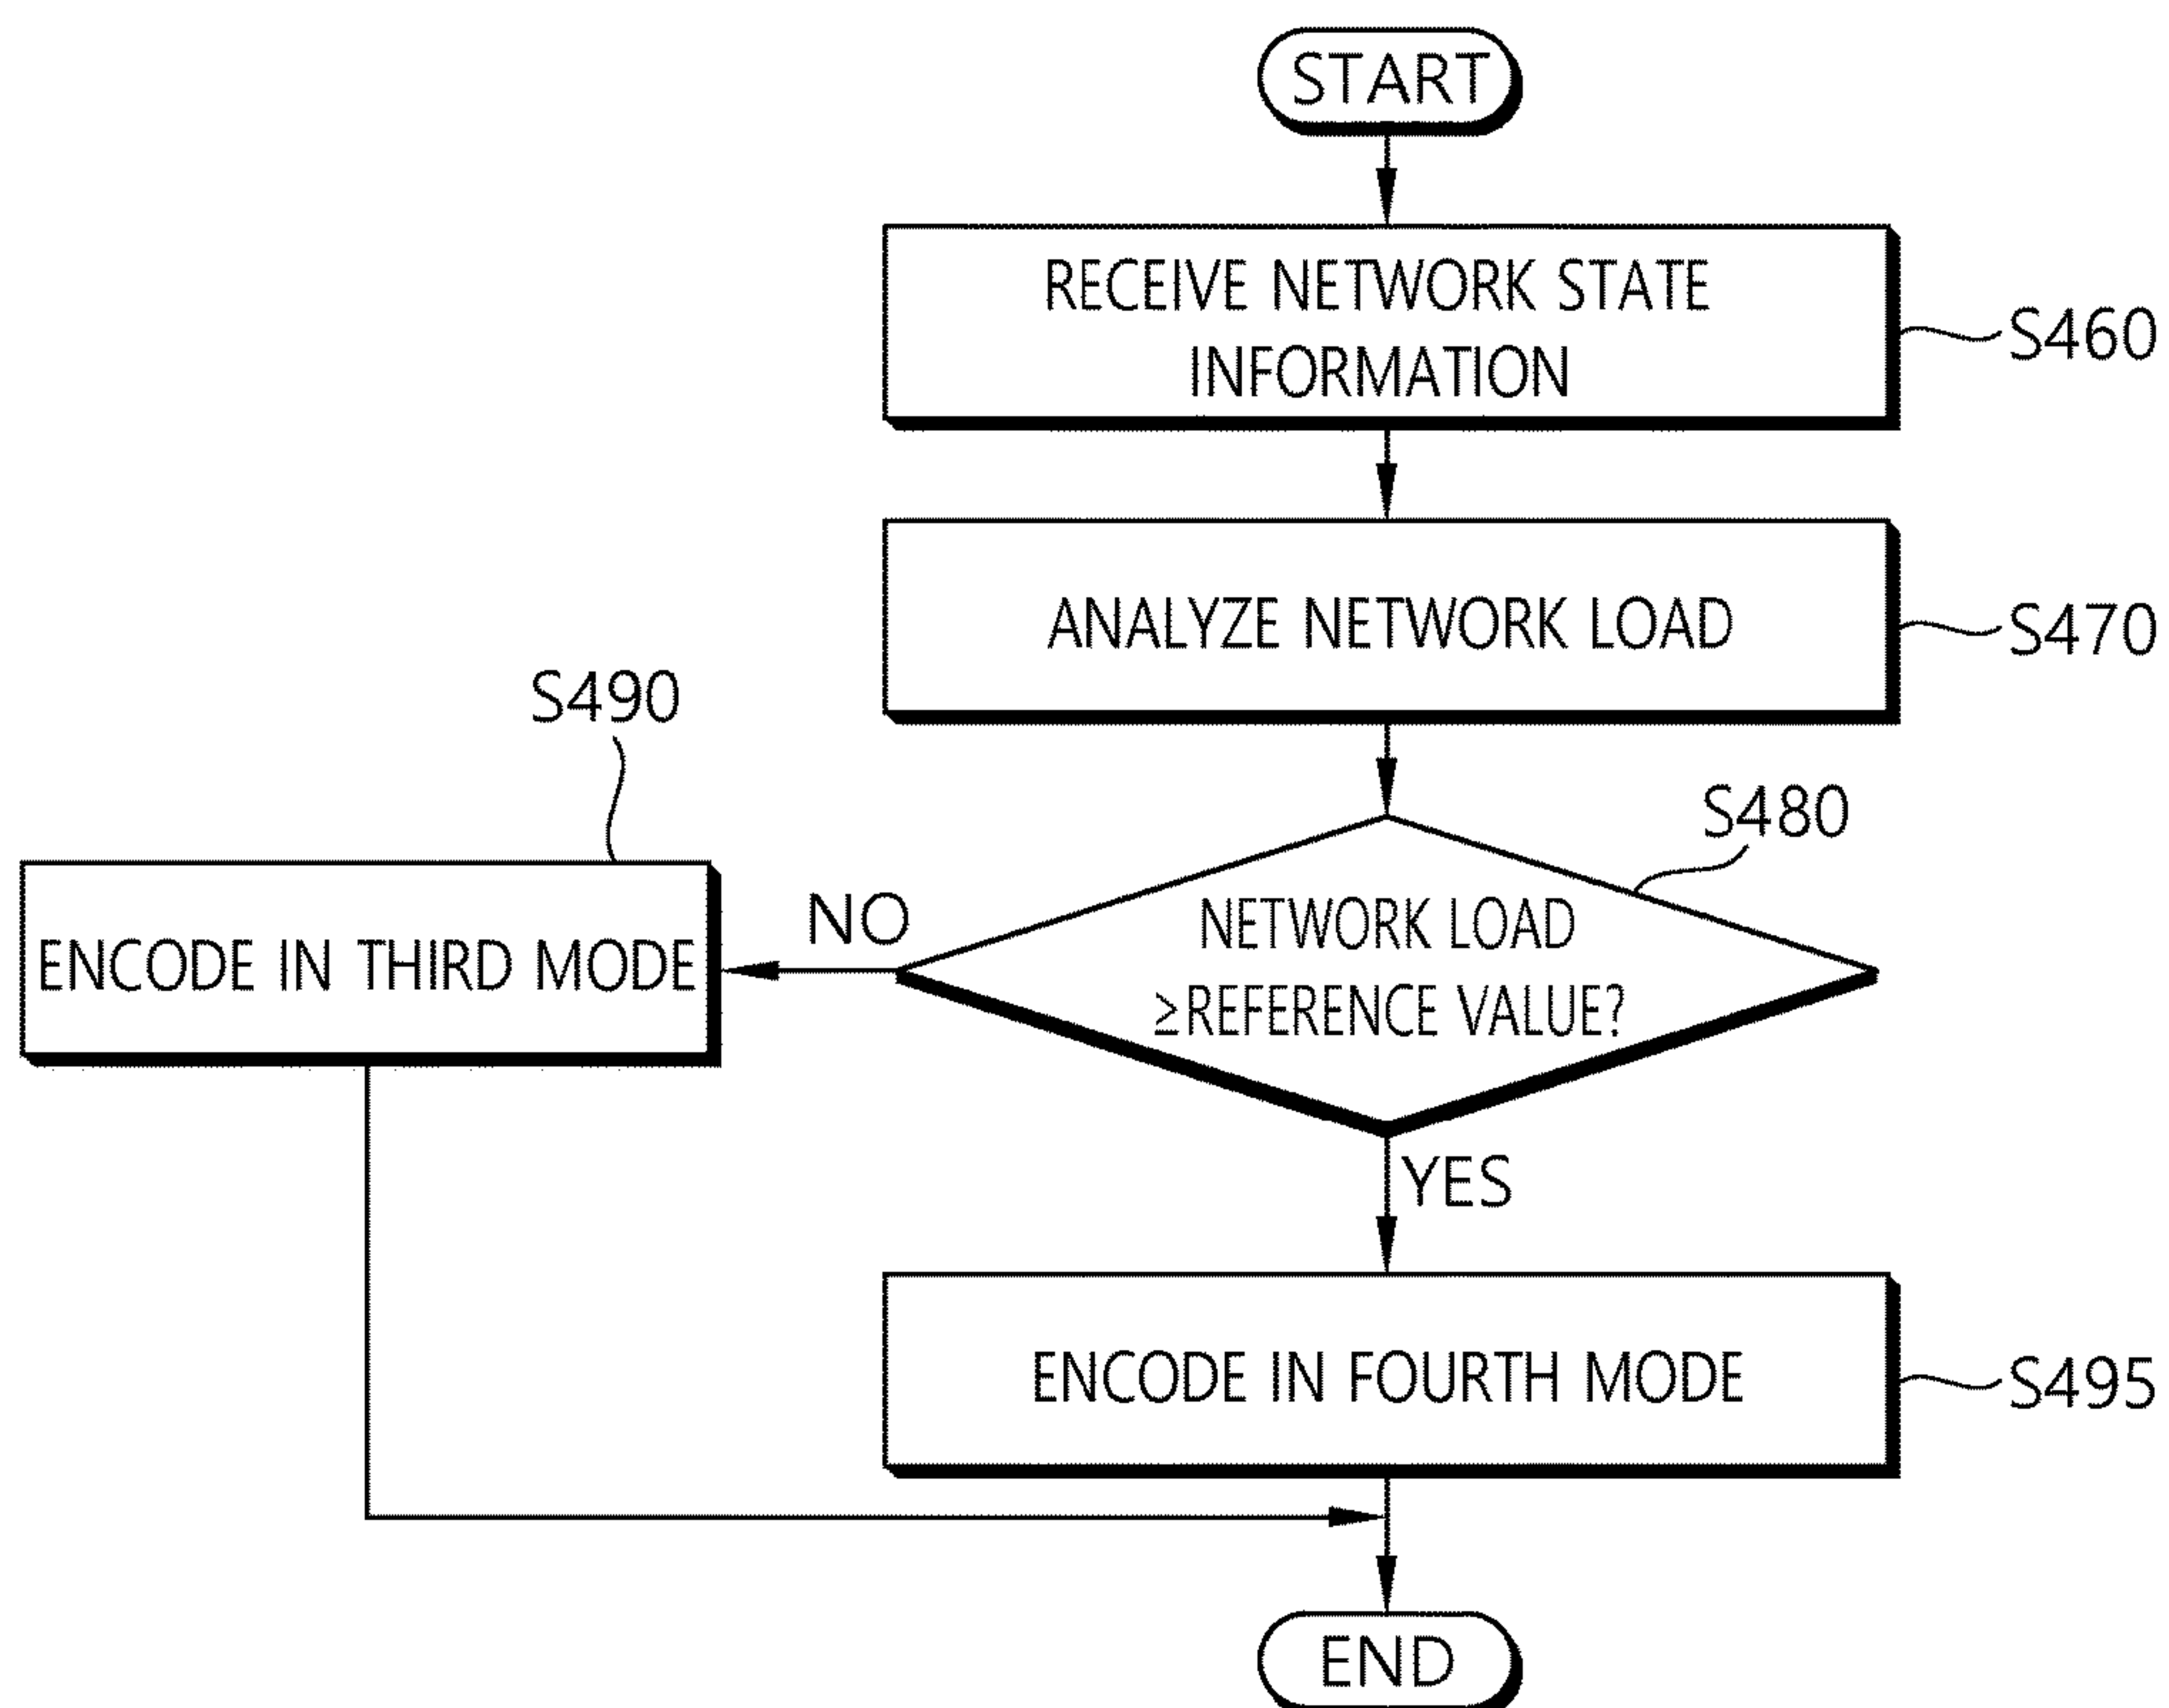 START
RECEIVE NETWORK STATE
INFORMATION
S460
ANALYZE NETWORK LOAD
S470
S490
S480
NETWORK LOAD
≥REFERENCE VALUE?
NO
ENCODE IN THIRD MODE
YES
ENCODE IN FOURTH MODE
S495
END